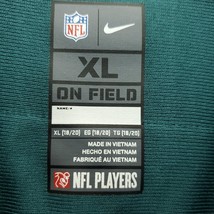 NFL
XL
ON FIELD
XL [18/20] EG [18/20] TG [18/20]
MADE IN VIETNAM
HECHO EN VIETNAM
FABRIQUÉ AU VIETNAM
NFL PLAYERS